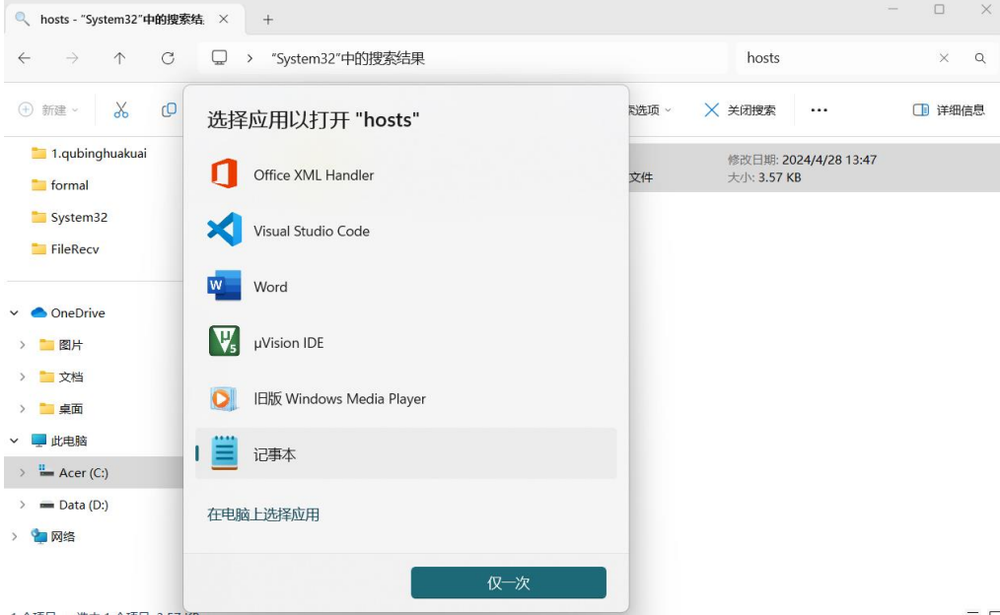 hosts - "System32"中的搜索结
"System32"中的搜索结果
hosts
新建
索选项
关闭搜索
详细信息
1.qubinghuakuai
formal
System32
FileRecv
OneDrive
图片
文档
桌面
此电脑
Acer (C:)
Data (D:)
网络
选择应用以打开 "hosts"
Office XML Handler
Visual Studio Code
Word
µVision IDE
旧版 Windows Media Player
记事本
在电脑上选择应用
仅一次
文件
修改日期: 2024/4/28 13:47
大小: 3.57 KB